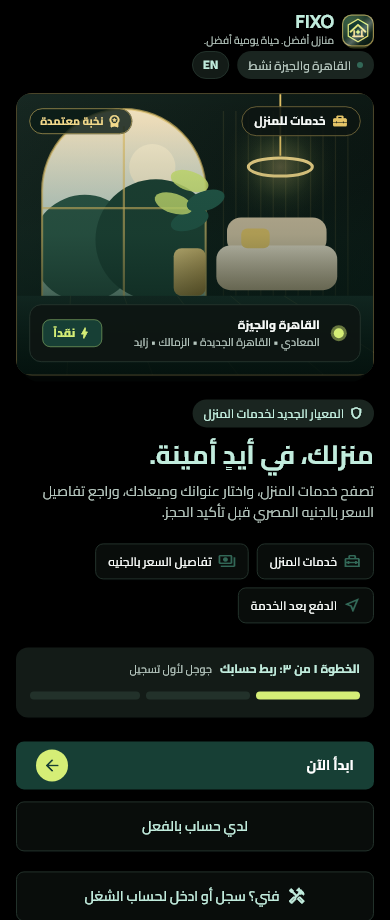 FIXO
منازل أفضل. حياة يومية أفضل.
القاهرة والجيزة نشط
EN
خدمات للمنزل
نخبة معتمدة
القاهرة والجيزة
المعادي • القاهرة الجديدة • الزمالك • زايد
نقداً
المعيار الجديد لخدمات المنزل
منزلك، في أيدٍ أمينة.
تصفح خدمات المنزل، واختار عنوانك وميعادك، وراجع تفاصيل
السعر بالجنيه المصري قبل تأكيد الحجز.
خدمات المنزل
تفاصيل السعر بالجنيه
الدفع بعد الخدمة
الخطوة ١ من ٣: ربط حسابك
جوجل لأول تسجيل
ابدأ الآن
لدي حساب بالفعل
فني؟ سجل أو ادخل لحساب الشغل